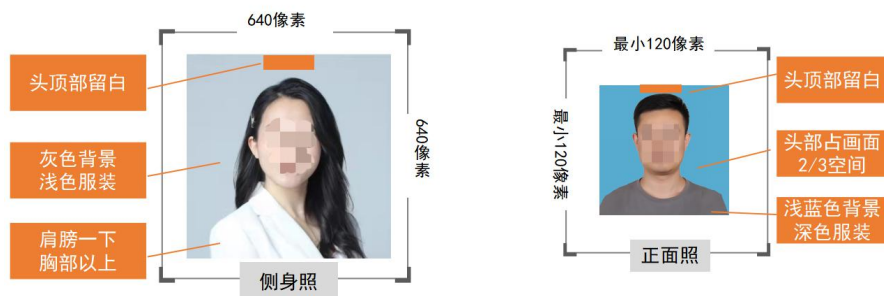 640像素
头顶部留白
灰色背景
浅色服装
肩膀一下
胸部以上
640像素
侧身照
最小120像素
最小120像素
头顶部留白
头部占画面
2/3空间
浅蓝色背景
深色服装
正面照